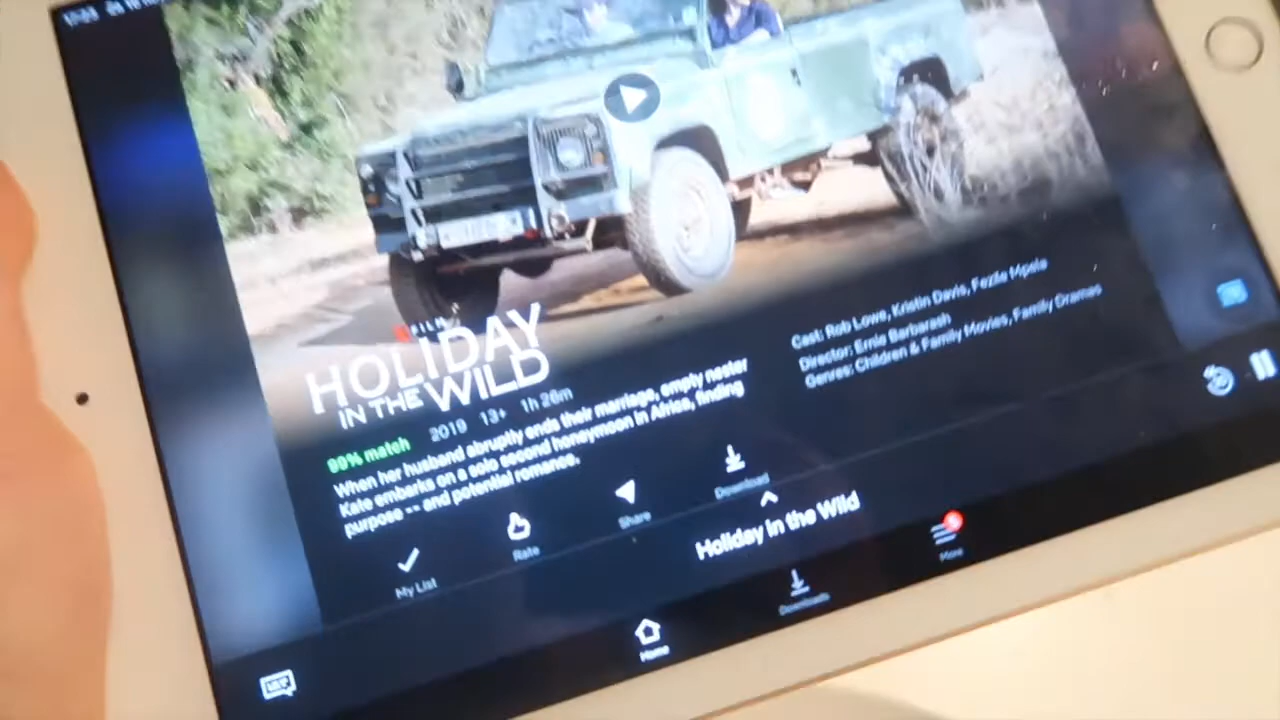 FILM
HOLIDAY
IN THE WILD
99% match 2019 13+ 1h 26m
When her husband abruptly ends their marriage, empty nester
Kate embarks on a solo second honeymoon in Africa, finding
purpose -- and potential romance.
Cast: Rob Lowe, Kristin Davis, Fezile Mpela
Director: Ernie Barbarash
Genres: Children & Family Movies, Family Dramas
My List
Rate
Share
Download
Holiday in the Wild
Home
Downloads
More